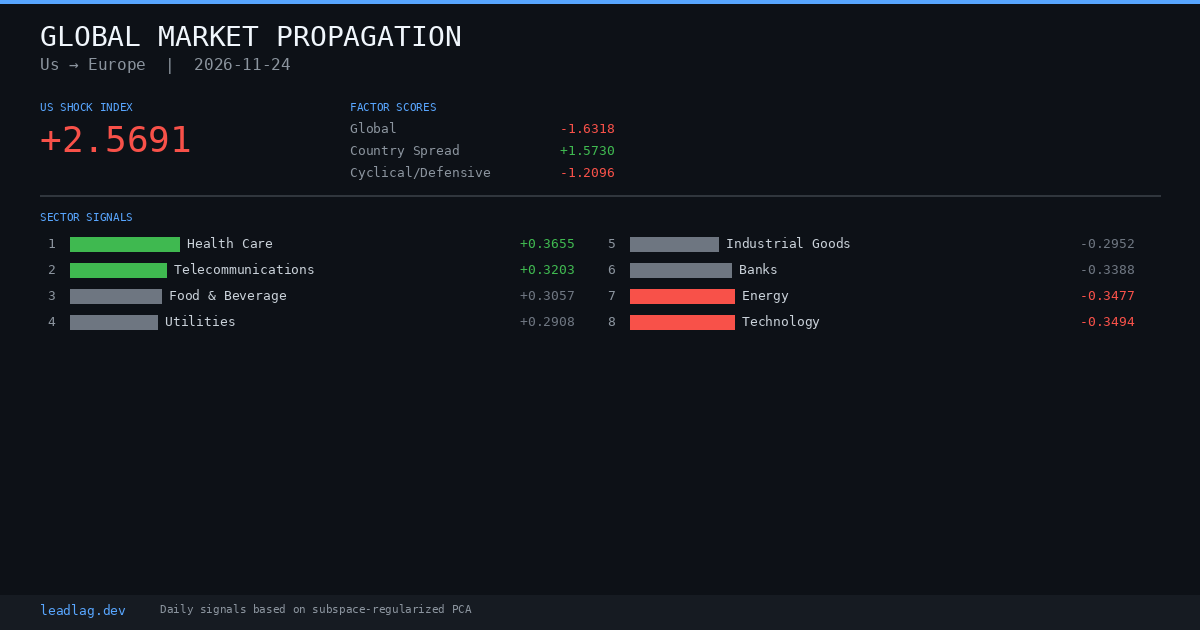 GLOBAL MARKET PROPAGATION
Us → Europe | 2026-11-24
US SHOCK INDEX
+2.5691
FACTOR SCORES
Global -1.6318
Country Spread +1.5730
Cyclical/Defensive -1.2096
SECTOR SIGNALS
1 Health Care +0.3655
2 Telecommunications +0.3203
3 Food & Beverage +0.3057
4 Utilities +0.2908
5 Industrial Goods -0.2952
6 Banks -0.3388
7 Energy -0.3477
8 Technology -0.3494
leadlag.dev Daily signals based on subspace-regularized PCA